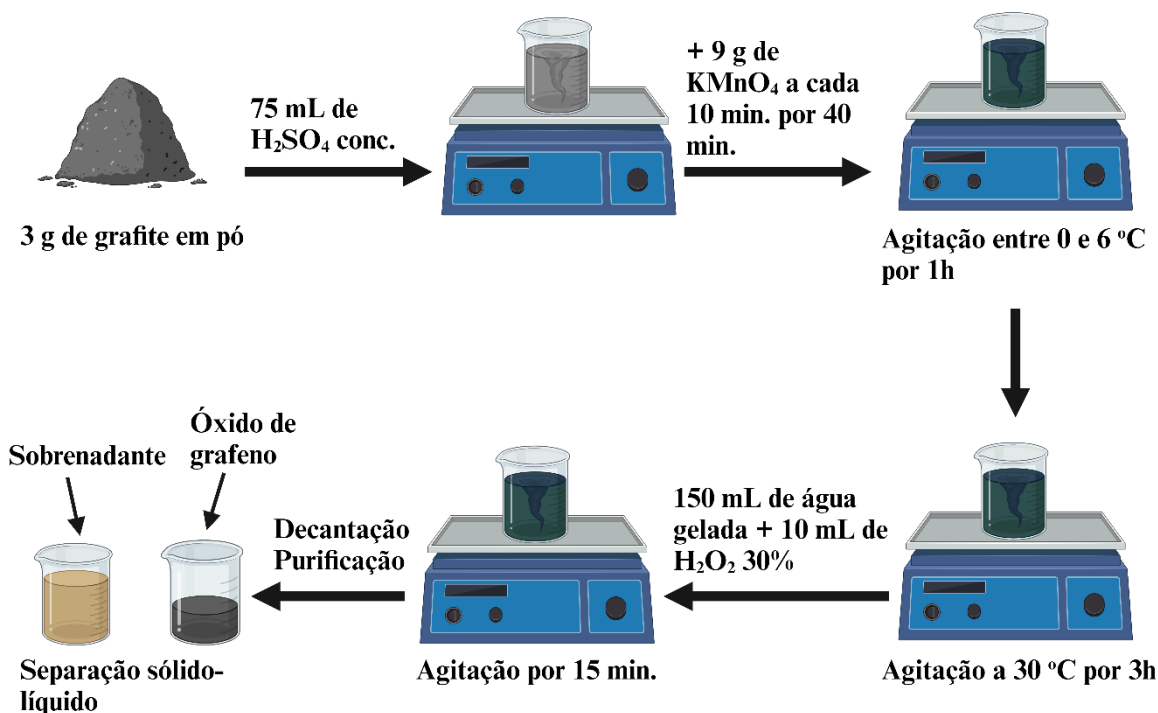 3 g de grafite em pó
75 mL de
H₂SO₄ conc.
+ 9 g de
KMnO₄ a cada
10 min. por 40
min.
Agitação entre 0 e 6 ºC
por 1h
Agitação a 30 ºC por 3h
150 mL de água
gelada + 10 mL de
H₂O₂ 30%
Agitação por 15 min.
Decantação
Purificação
Óxido de
grafeno
Sobrenadante
Separação sólido-
líquido